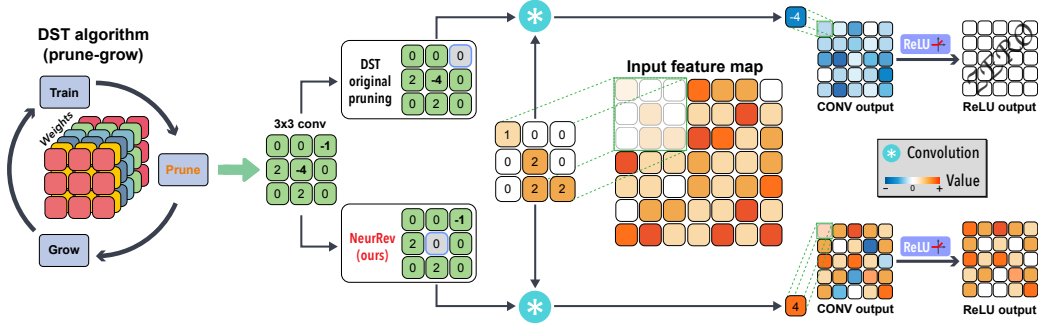 DST algorithm
(prune-grow)
Train
Weights
Prune
Grow
3x3 conv
0 0 -1
2 -4 0
0 2 0
DST
original
pruning
0 0 0
2 -4 0
0 2 0
NeurRev
(ours)
0 0 -1
2 0 0
0 2 0
*
1 0 0
0 2 0
0 2 2
*
Input feature map
-4
CONV output
ReLU
ZERO
ReLU output
* Convolution
Value
− 0 +
4
CONV output
ReLU
ReLU output